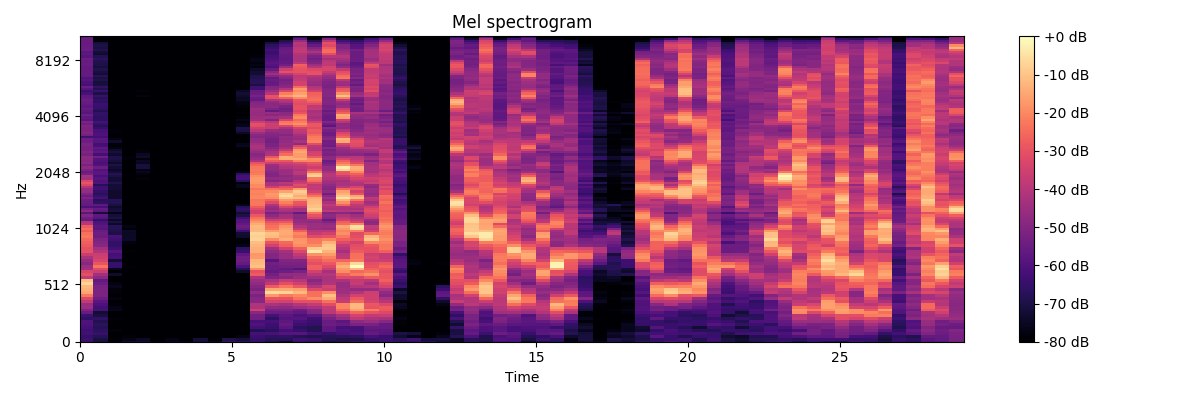 Mel spectrogram
+0 dB
8192
-10 dB
4096
-20 dB
-30 dB
2048
Hz
-40 dB
1024
-50 dB
512
-60 dB
-70 dB
0
-80 dB
0 5 10 15 20 25
Time